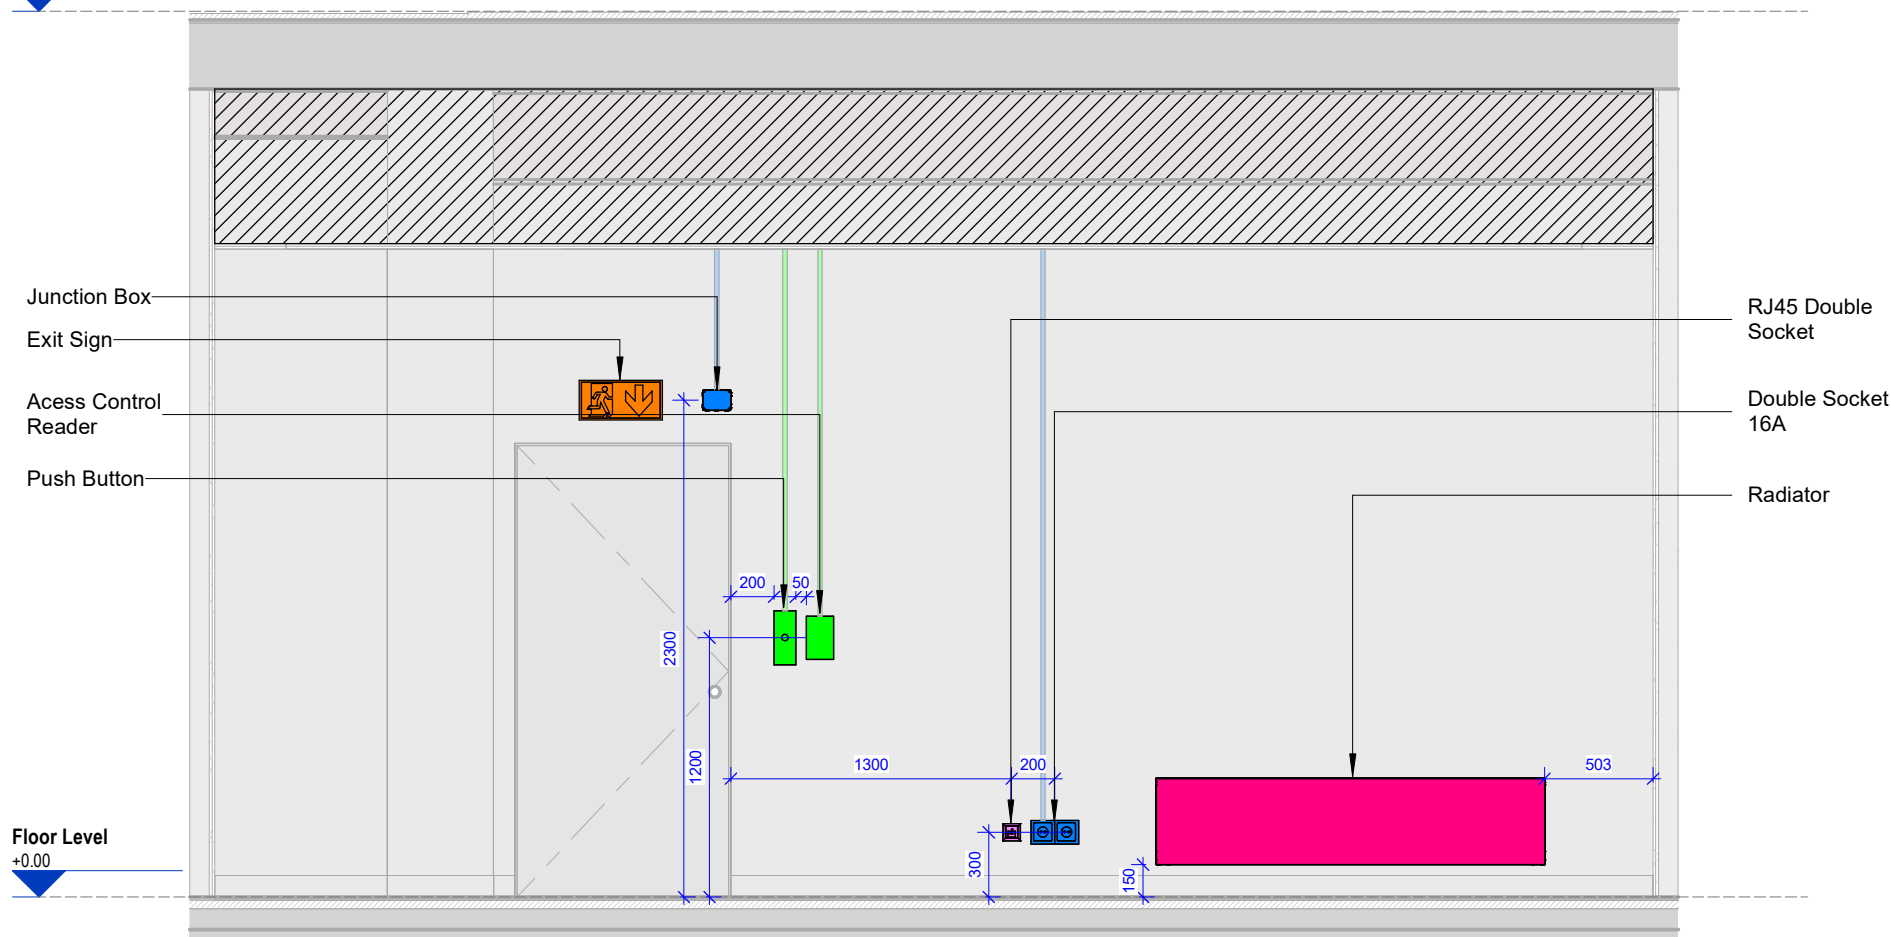 Junction Box
Exit Sign
Acess Control
Reader
Push Button
RJ45 Double
Socket
Double Socket
16A
Radiator
200
50
2300
1200
1300
200
503
300
150
Floor Level
+0.00